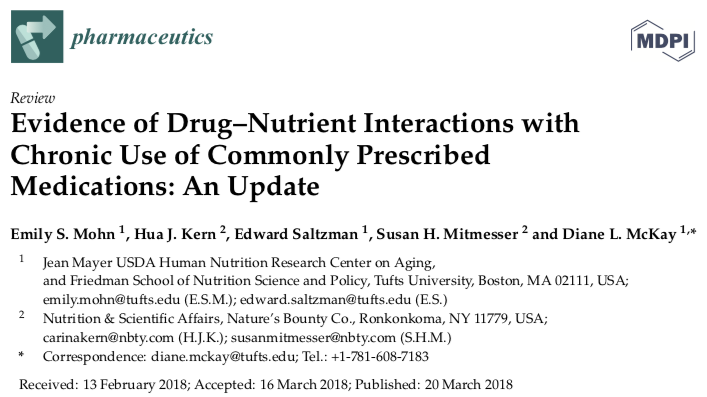 pharmaceutics
MDPI
Review
Evidence of Drug–Nutrient Interactions with
Chronic Use of Commonly Prescribed
Medications: An Update
Emily S. Mohn 1, Hua J. Kern 2, Edward Saltzman 1, Susan H. Mitmesser 2 and Diane L. McKay 1,*
1 Jean Mayer USDA Human Nutrition Research Center on Aging,
and Friedman School of Nutrition Science and Policy, Tufts University, Boston, MA 02111, USA;
emily.mohn@tufts.edu (E.S.M.); edward.saltzman@tufts.edu (E.S.)
2 Nutrition & Scientific Affairs, Nature's Bounty Co., Ronkonkoma, NY 11779, USA;
carinakern@nbty.com (H.J.K.); susanmitmesser@nbty.com (S.H.M.)
* Correspondence: diane.mckay@tufts.edu; Tel.: +1-781-608-7183
Received: 13 February 2018; Accepted: 16 March 2018; Published: 20 March 2018